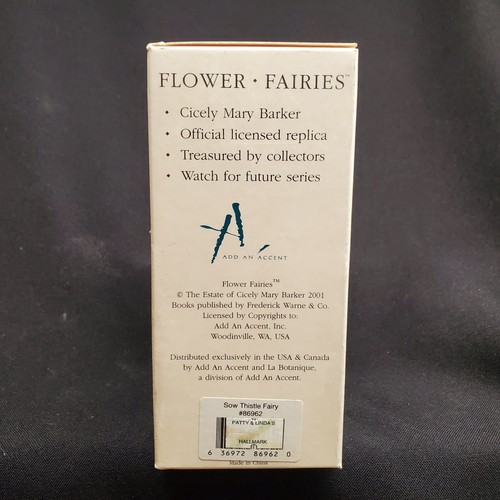 FLOWER · FAIRIES™
• Cicely Mary Barker
• Official licensed replica
• Treasured by collectors
• Watch for future series
A
ADD AN ACCENT
Flower Fairies™
© The Estate of Cicely Mary Barker 2001
Books published by Frederick Warne & Co.
Licensed by Copyrights to:
Add An Accent, Inc.
Woodinville, WA, USA
Distributed exclusively in the USA & Canada
by Add An Accent and La Botanique,
a division of Add An Accent.
Sow Thistle Fairy
#86962
PATTY & LINDA'S
HALLMARK
6 36972 86962 0
Made in China